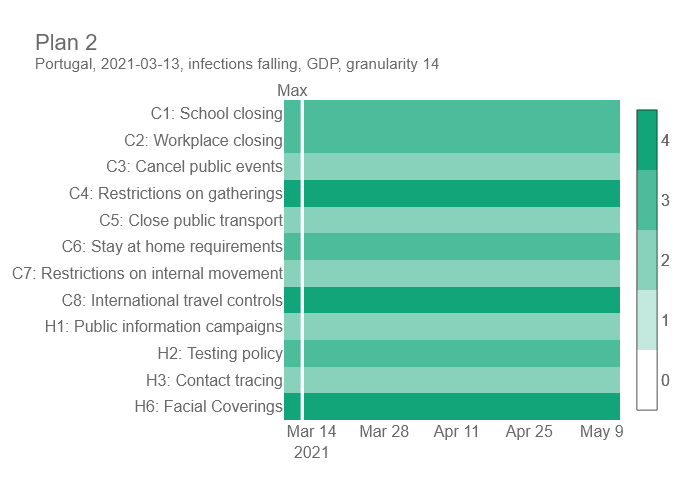 Plan 2
Portugal, 2021-03-13, infections falling, GDP, granularity 14
Max
C1: School closing
C2: Workplace closing
C3: Cancel public events
C4: Restrictions on gatherings
C5: Close public transport
C6: Stay at home requirements
C7: Restrictions on internal movement
C8: International travel controls
H1: Public information campaigns
H2: Testing policy
H3: Contact tracing
H6: Facial Coverings
Mar 14 Mar 28 Apr 11 Apr 25 May 9
2021
4
3
2
1
0